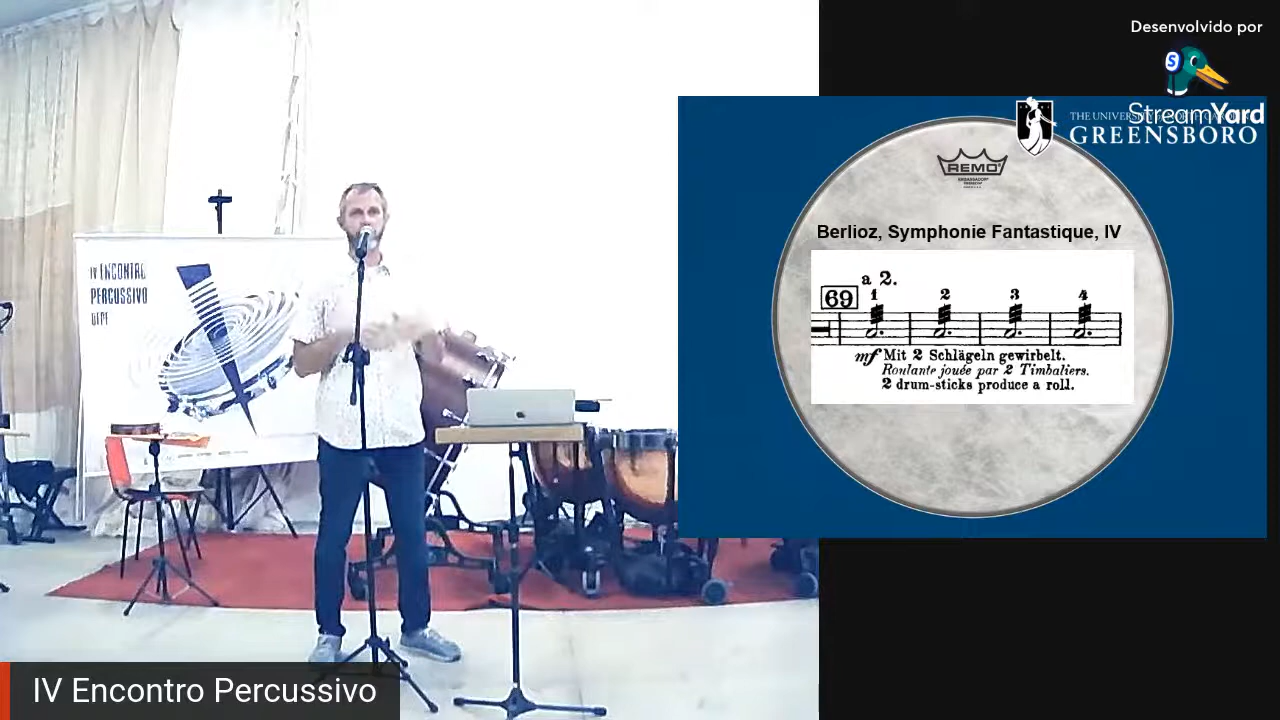 Desenvolvido por
StreamYard
GREENSBORO
REMO
Berlioz, Symphonie Fantastique, IV
a 2.
69
1 2 3 4
mf Mit 2 Schlägeln gewirbelt.
Roulante jouée par 2 Timbaliers.
2 drum-sticks produce a roll.
IV ENCONTRO
PERCUSSIVO
IV Encontro Percussivo